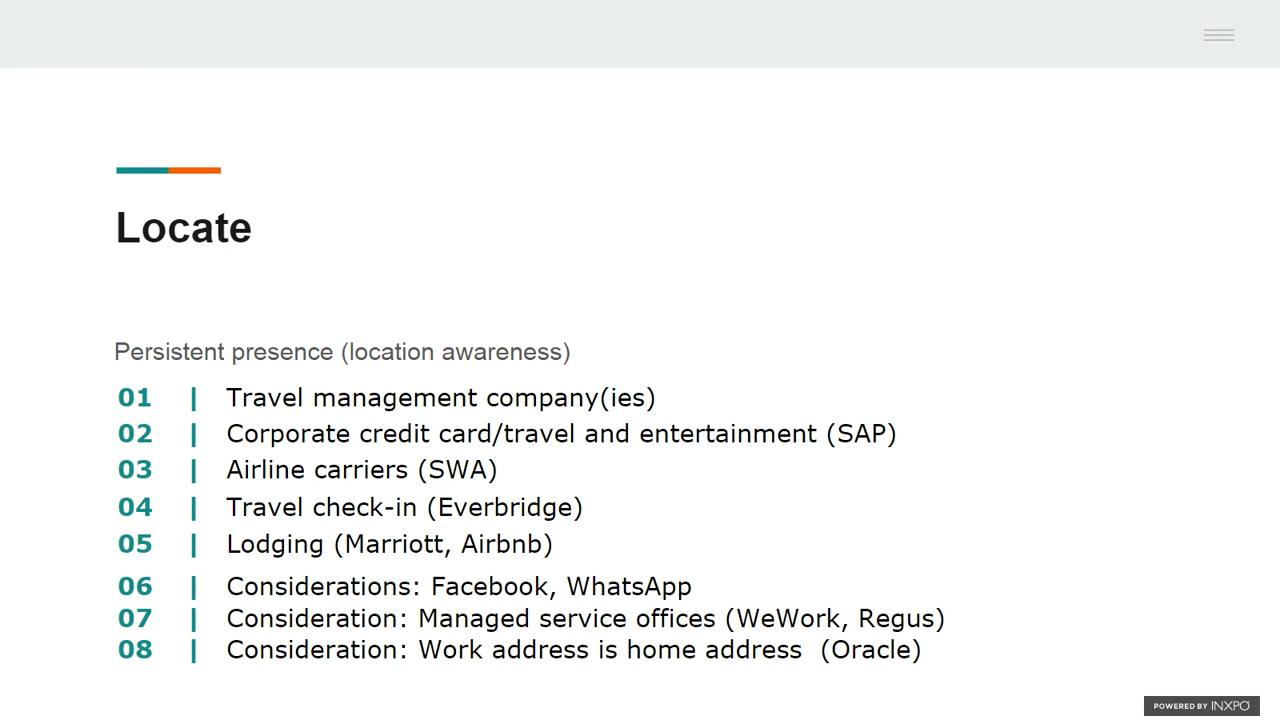 Locate
Persistent presence (location awareness)
01 | Travel management company(ies)
02 | Corporate credit card/travel and entertainment (SAP)
03 | Airline carriers (SWA)
04 | Travel check-in (Everbridge)
05 | Lodging (Marriott, Airbnb)
06 | Considerations: Facebook, WhatsApp
07 | Consideration: Managed service offices (WeWork, Regus)
08 | Consideration: Work address is home address (Oracle)
POWERED BY INXPO